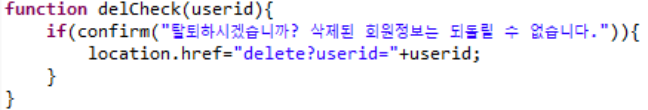 function delCheck(userid){
    if(confirm("탈퇴하시겠습니까? 삭제된 회원정보는 되돌릴 수 없습니다.")){
        location.href="delete?userid="+userid;
    }
}